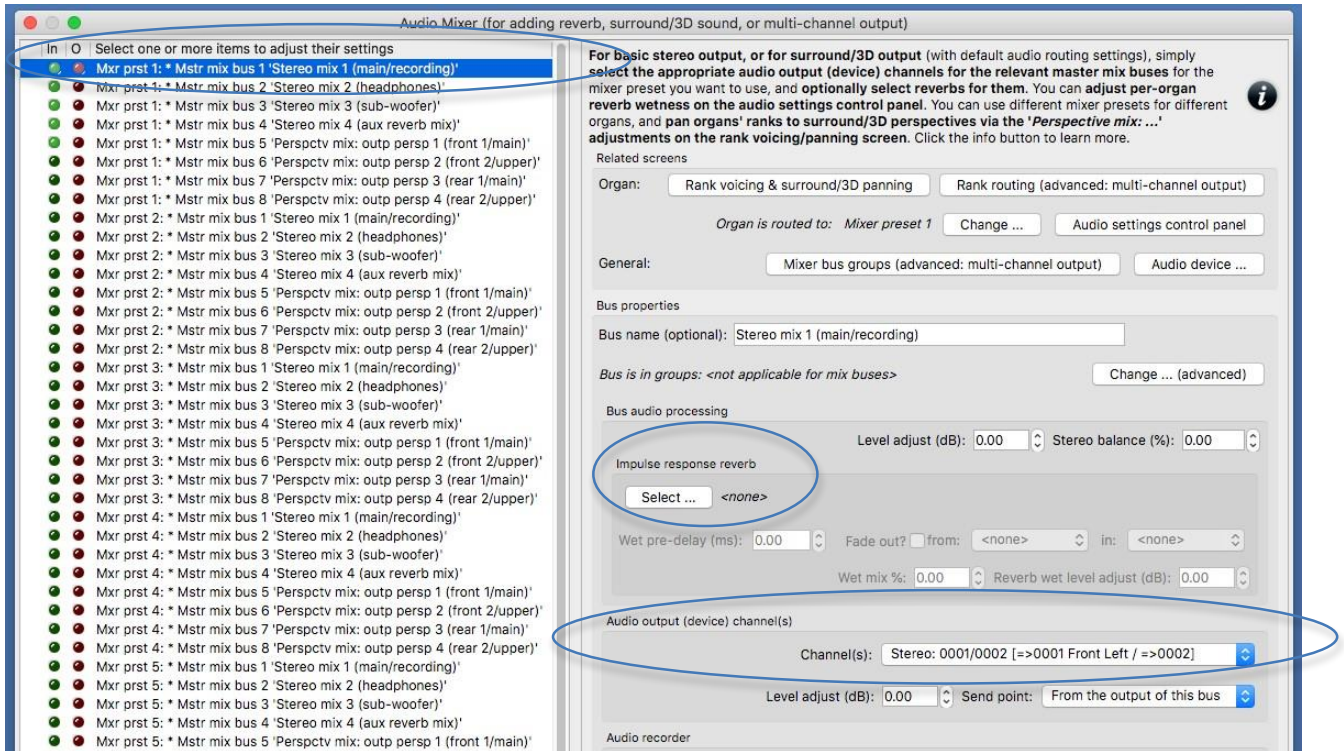 Audio Mixer (for adding reverb, surround/3D sound, or multi-channel output)
In O Select one or more items to adjust their settings
Mxr prst 1: * Mstr mix bus 1 'Stereo mix 1 (main/recording)'
Mxr prst 1: * Mstr mix bus 2 'Stereo mix 2 (headphones)'
Mxr prst 1: * Mstr mix bus 3 'Stereo mix 3 (sub-woofer)'
Mxr prst 1: * Mstr mix bus 4 'Stereo mix 4 (aux reverb mix)'
Mxr prst 1: * Mstr mix bus 5 'Perspctv mix: outp persp 1 (front 1/main)'
Mxr prst 1: * Mstr mix bus 6 'Perspctv mix: outp persp 2 (front 2/upper)'
Mxr prst 1: * Mstr mix bus 7 'Perspctv mix: outp persp 3 (rear 1/main)'
Mxr prst 1: * Mstr mix bus 8 'Perspctv mix: outp persp 4 (rear 2/upper)'
Mxr prst 2: * Mstr mix bus 1 'Stereo mix 1 (main/recording)'
Mxr prst 2: * Mstr mix bus 2 'Stereo mix 2 (headphones)'
Mxr prst 2: * Mstr mix bus 3 'Stereo mix 3 (sub-woofer)'
Mxr prst 2: * Mstr mix bus 4 'Stereo mix 4 (aux reverb mix)'
Mxr prst 2: * Mstr mix bus 5 'Perspctv mix: outp persp 1 (front 1/main)'
Mxr prst 2: * Mstr mix bus 6 'Perspctv mix: outp persp 2 (front 2/upper)'
Mxr prst 2: * Mstr mix bus 7 'Perspctv mix: outp persp 3 (rear 1/main)'
Mxr prst 2: * Mstr mix bus 8 'Perspctv mix: outp persp 4 (rear 2/upper)'
Mxr prst 3: * Mstr mix bus 1 'Stereo mix 1 (main/recording)'
Mxr prst 3: * Mstr mix bus 2 'Stereo mix 2 (headphones)'
Mxr prst 3: * Mstr mix bus 3 'Stereo mix 3 (sub-woofer)'
Mxr prst 3: * Mstr mix bus 4 'Stereo mix 4 (aux reverb mix)'
Mxr prst 3: * Mstr mix bus 5 'Perspctv mix: outp persp 1 (front 1/main)'
Mxr prst 3: * Mstr mix bus 6 'Perspctv mix: outp persp 2 (front 2/upper)'
Mxr prst 3: * Mstr mix bus 7 'Perspctv mix: outp persp 3 (rear 1/main)'
Mxr prst 3: * Mstr mix bus 8 'Perspctv mix: outp persp 4 (rear 2/upper)'
Mxr prst 4: * Mstr mix bus 1 'Stereo mix 1 (main/recording)'
Mxr prst 4: * Mstr mix bus 2 'Stereo mix 2 (headphones)'
Mxr prst 4: * Mstr mix bus 3 'Stereo mix 3 (sub-woofer)'
Mxr prst 4: * Mstr mix bus 4 'Stereo mix 4 (aux reverb mix)'
Mxr prst 4: * Mstr mix bus 5 'Perspctv mix: outp persp 1 (front 1/main)'
Mxr prst 4: * Mstr mix bus 6 'Perspctv mix: outp persp 2 (front 2/upper)'
Mxr prst 4: * Mstr mix bus 7 'Perspctv mix: outp persp 3 (rear 1/main)'
Mxr prst 4: * Mstr mix bus 8 'Perspctv mix: outp persp 4 (rear 2/upper)'
Mxr prst 5: * Mstr mix bus 1 'Stereo mix 1 (main/recording)'
Mxr prst 5: * Mstr mix bus 2 'Stereo mix 2 (headphones)'
Mxr prst 5: * Mstr mix bus 3 'Stereo mix 3 (sub-woofer)'
Mxr prst 5: * Mstr mix bus 4 'Stereo mix 4 (aux reverb mix)'
Mxr prst 5: * Mstr mix bus 5 'Perspctv mix: outp persp 1 (front 1/main)'
For basic stereo output, or for surround/3D output (with default audio routing settings), simply
select the appropriate audio output (device) channels for the relevant master mix buses for the
mixer preset you want to use, and optionally select reverbs for them. You can adjust per-organ
reverb wetness on the audio settings control panel. You can use different mixer presets for different
organs, and pan organs' ranks to surround/3D perspectives via the 'Perspective mix: ...'
adjustments on the rank voicing/panning screen. Click the info button to learn more.
i
Related screens
Organ: Rank voicing & surround/3D panning Rank routing (advanced: multi-channel output)
Organ is routed to: Mixer preset 1 Change ... Audio settings control panel
General: Mixer bus groups (advanced: multi-channel output) Audio device ...
Bus properties
Bus name (optional): Stereo mix 1 (main/recording)
Bus is in groups: <not applicable for mix buses> Change ... (advanced)
Bus audio processing
Level adjust (dB): 0.00 Stereo balance (%): 0.00
Impulse response reverb
Select ... <none>
Wet pre-delay (ms): 0.00 Fade out? from: <none> in: <none>
Wet mix %: 0.00 Reverb wet level adjust (dB): 0.00
Audio output (device) channel(s)
Channel(s): Stereo: 0001/0002 [=>0001 Front Left / =>0002]
Level adjust (dB): 0.00 Send point: From the output of this bus
Audio recorder